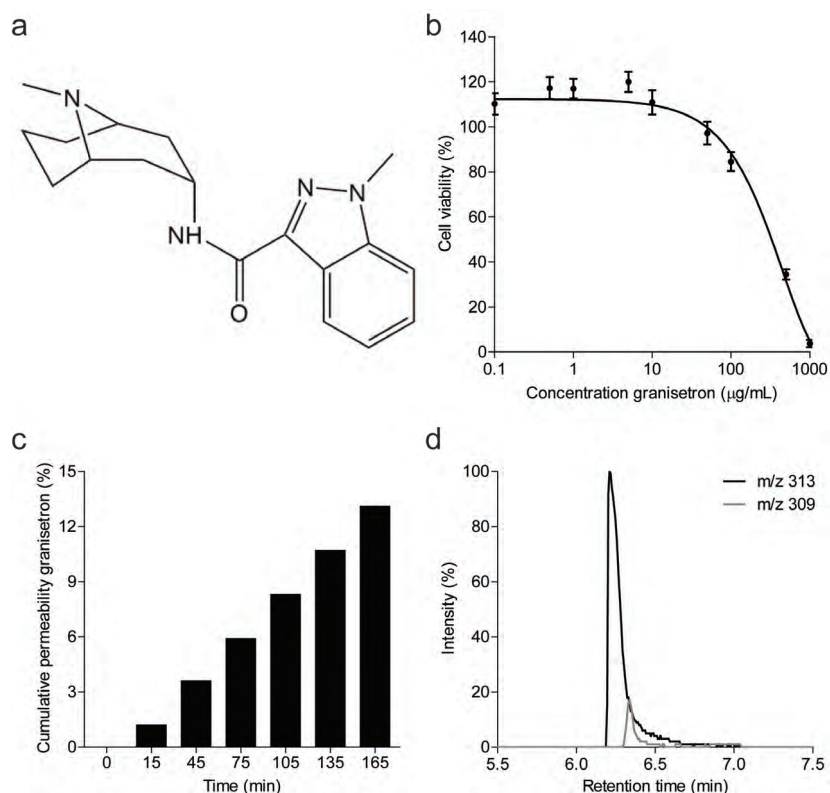 a
N
N
N
NH
O
b
140
120
100
80
60
40
20
0
0.1 1 10 100 1000
Cell viability (%)
Concentration granisetron (µg/mL)
c
15
12
9
6
3
0
0 15 45 75 105 135 165
Cumulative permeability granisetron (%)
Time (min)
d
100
80
60
40
20
0
5.5 6.0 6.5 7.0 7.5
Intensity (%)
Retention time (min)
m/z 313
m/z 309